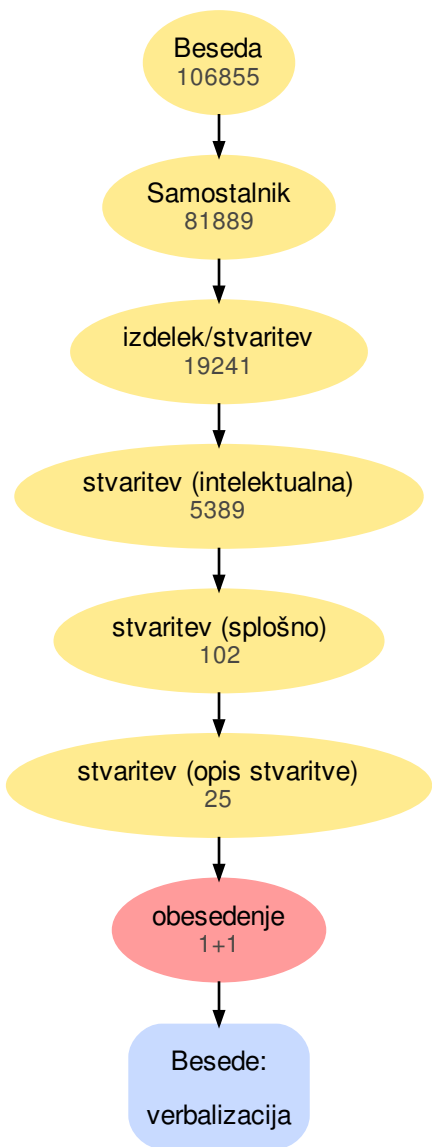 Beseda
106855
Samostalnik
81889
izdelek/stvaritev
19241
stvaritev (intelektualna)
5389
stvaritev (splošno)
102
stvaritev (opis stvaritve)
25
obesedenje
1+1
Besede:
verbalizacija